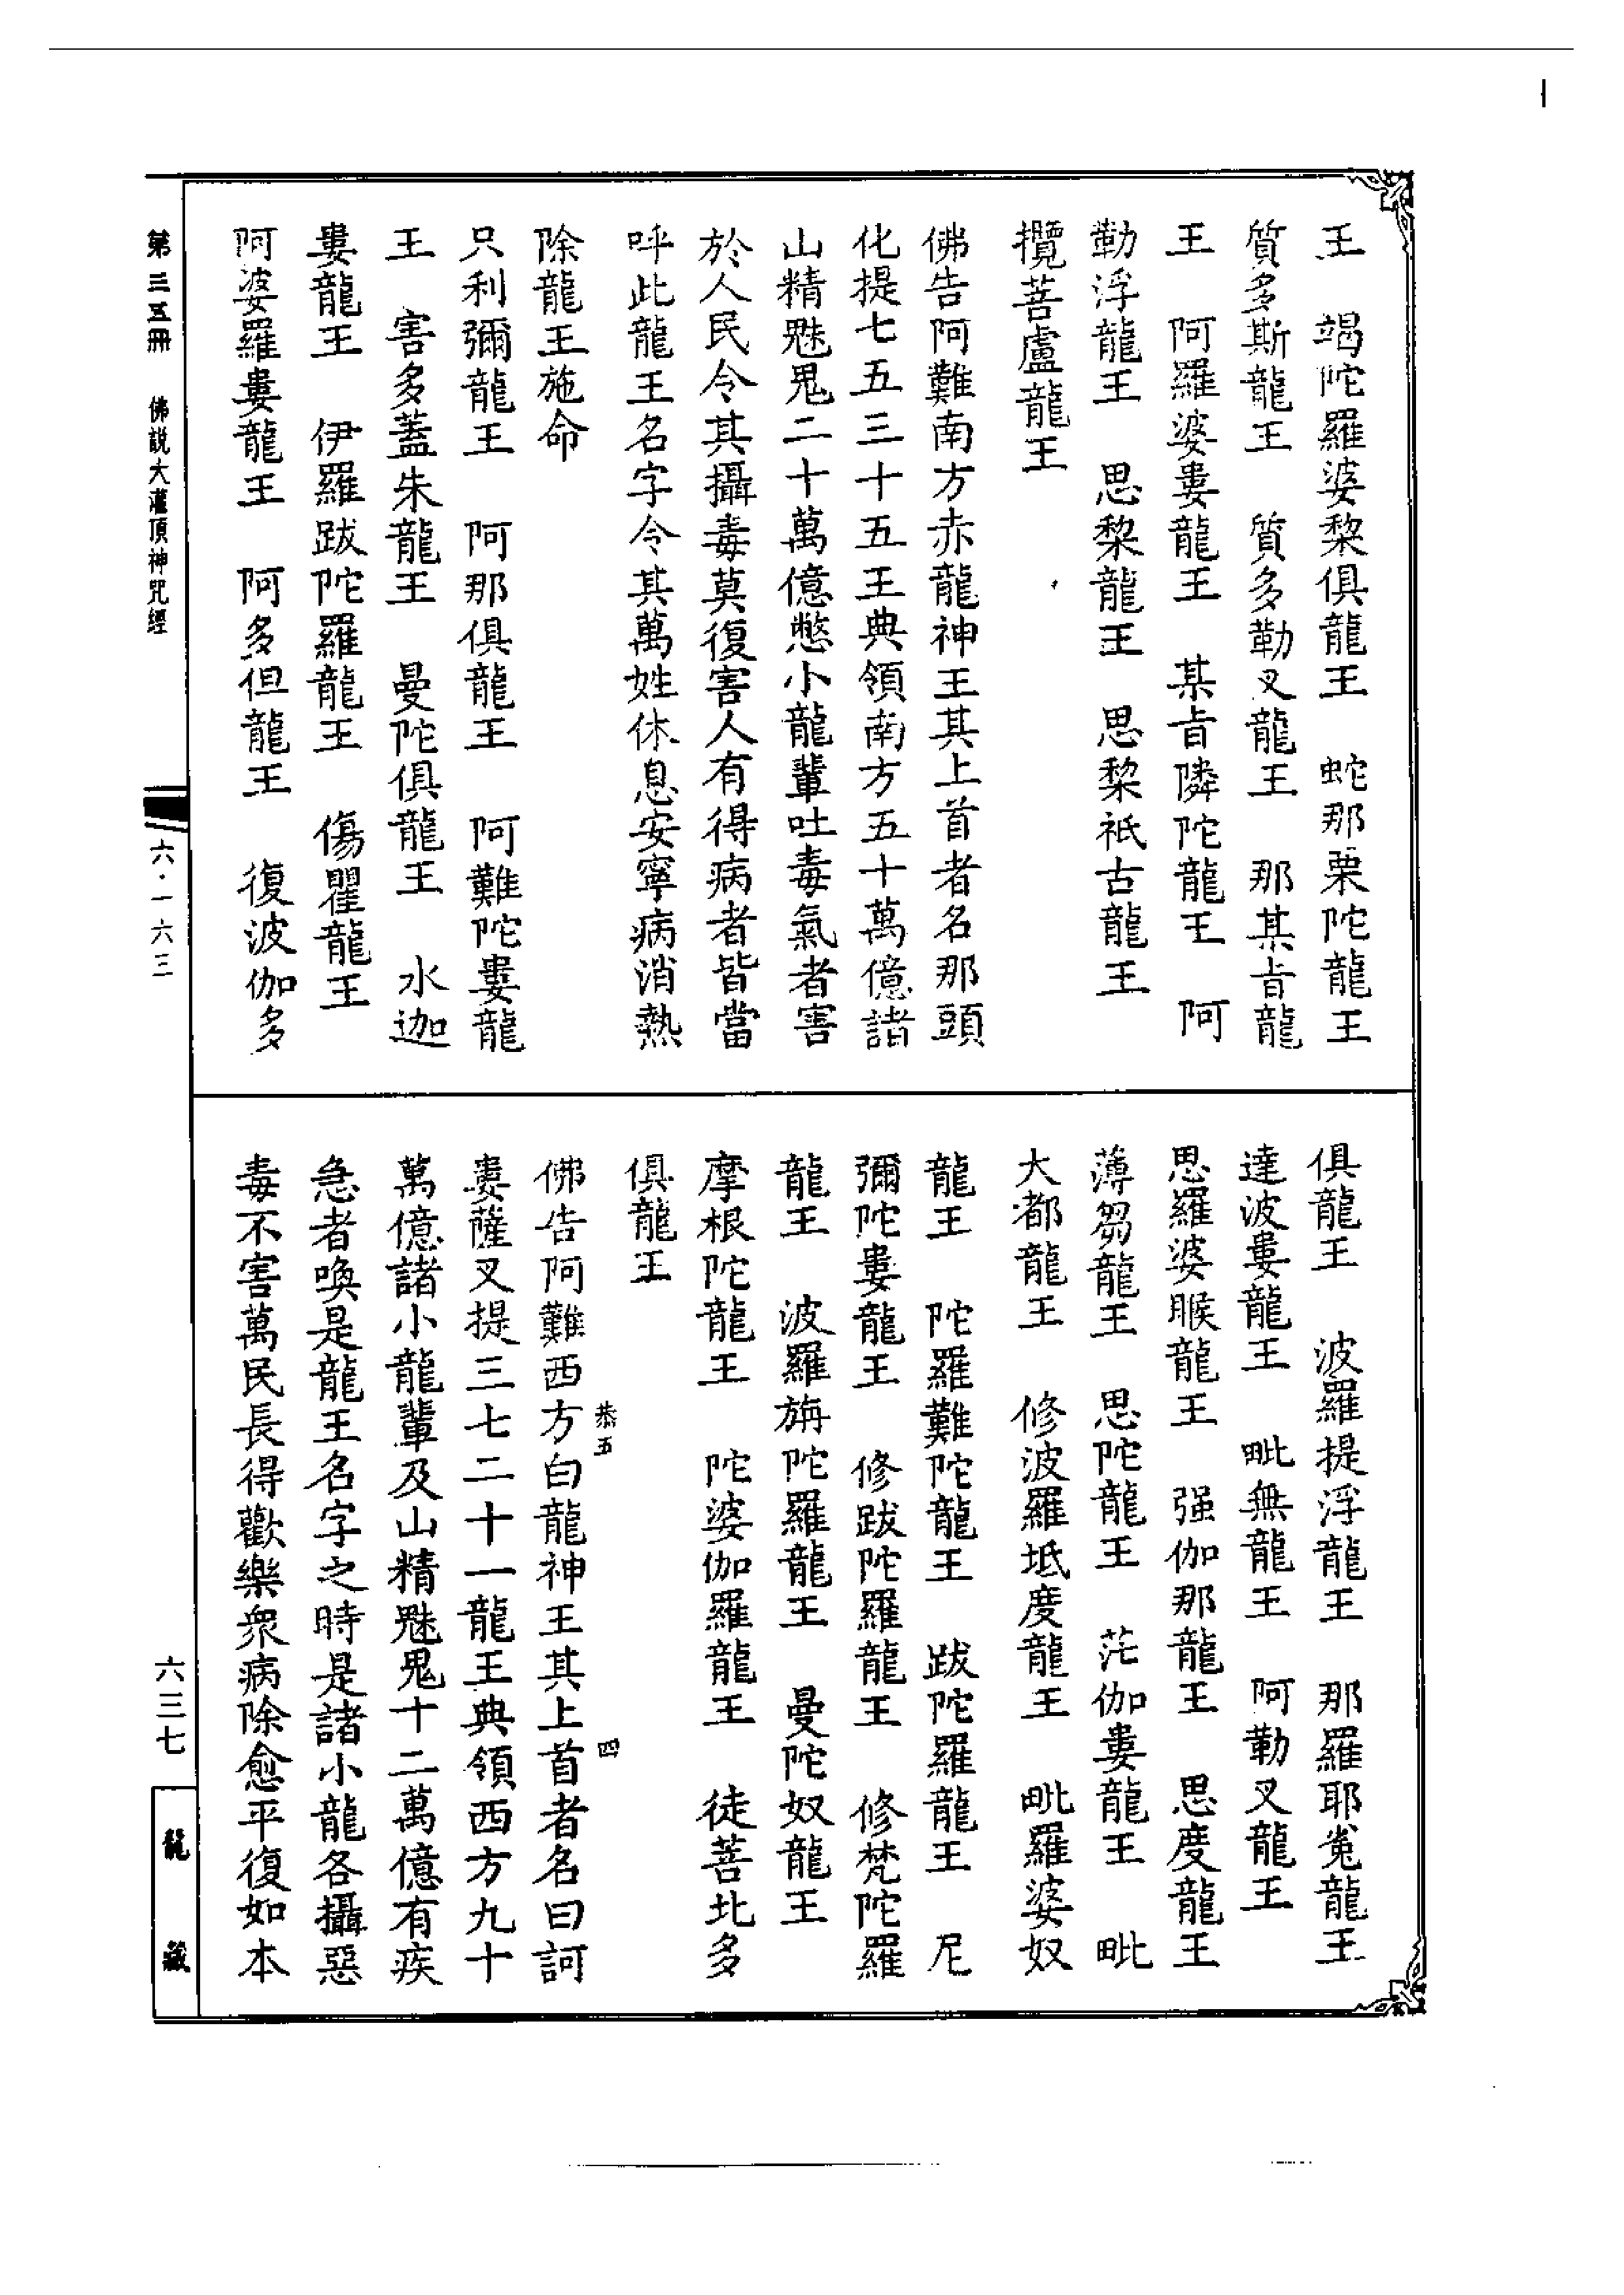 王　竭陀羅婆黎俱龍王　蛇那栗陀龍王
質多斯龍王　質多勒叉龍王　那某旨龍
王　阿羅婆婁龍王　某旨隣陀龍王　阿
勒浮龍王　思黎龍王　思黎祇古龍王
攬菩盧龍王
佛告阿難南方赤龍神王其上首者名那頭
化提七五三十五王典領南方五十萬億諸
山精魅鬼二十萬億憋小龍輩吐毒氣者害
於人民令其攝毒莫復害人有得病者皆當
呼此龍王名字令其萬姓休息安寧病消熱
除龍王施命
只利彌龍王　阿那俱龍王　阿難陀婁龍
王　害多蓋朱龍王　曼陀俱龍王　水迦
婁龍王　伊羅跋陀羅龍王　傷瞿龍王
阿婆羅婁龍王　阿多但龍王　復波伽多
俱龍王　波羅提浮龍王　那羅耶㝹龍王
達波婁龍王　毗無龍王　阿勒叉龍王
思羅婆睺龍王　强伽那龍王　思度龍王
薄芻龍王　思陀龍王　茫伽婁龍王　毗
大都龍王　修波羅坻度龍王　毗羅婆奴
龍王　陀羅難陀龍王　跋陀羅龍王　尼
彌陀婁龍王　修跋陀羅龍王　修梵陀羅
龍王　波羅旃陀羅龍王　曼陀奴龍王
摩根陀龍王　陀婆伽羅龍王　徒菩北多
俱龍王
恭五　四
佛告阿難西方白龍神王其上首者名曰訶
婁薩叉提三七二十一龍王典領西方九十
萬億諸小龍輩及山精魅鬼十二萬億有疾
急者喚是龍王名字之時是諸小龍各攝惡
毒不害萬民長得歡樂衆病除愈平復如本
第三五冊　佛說大灌頂神咒經
六·一六三
六三七
龍藏